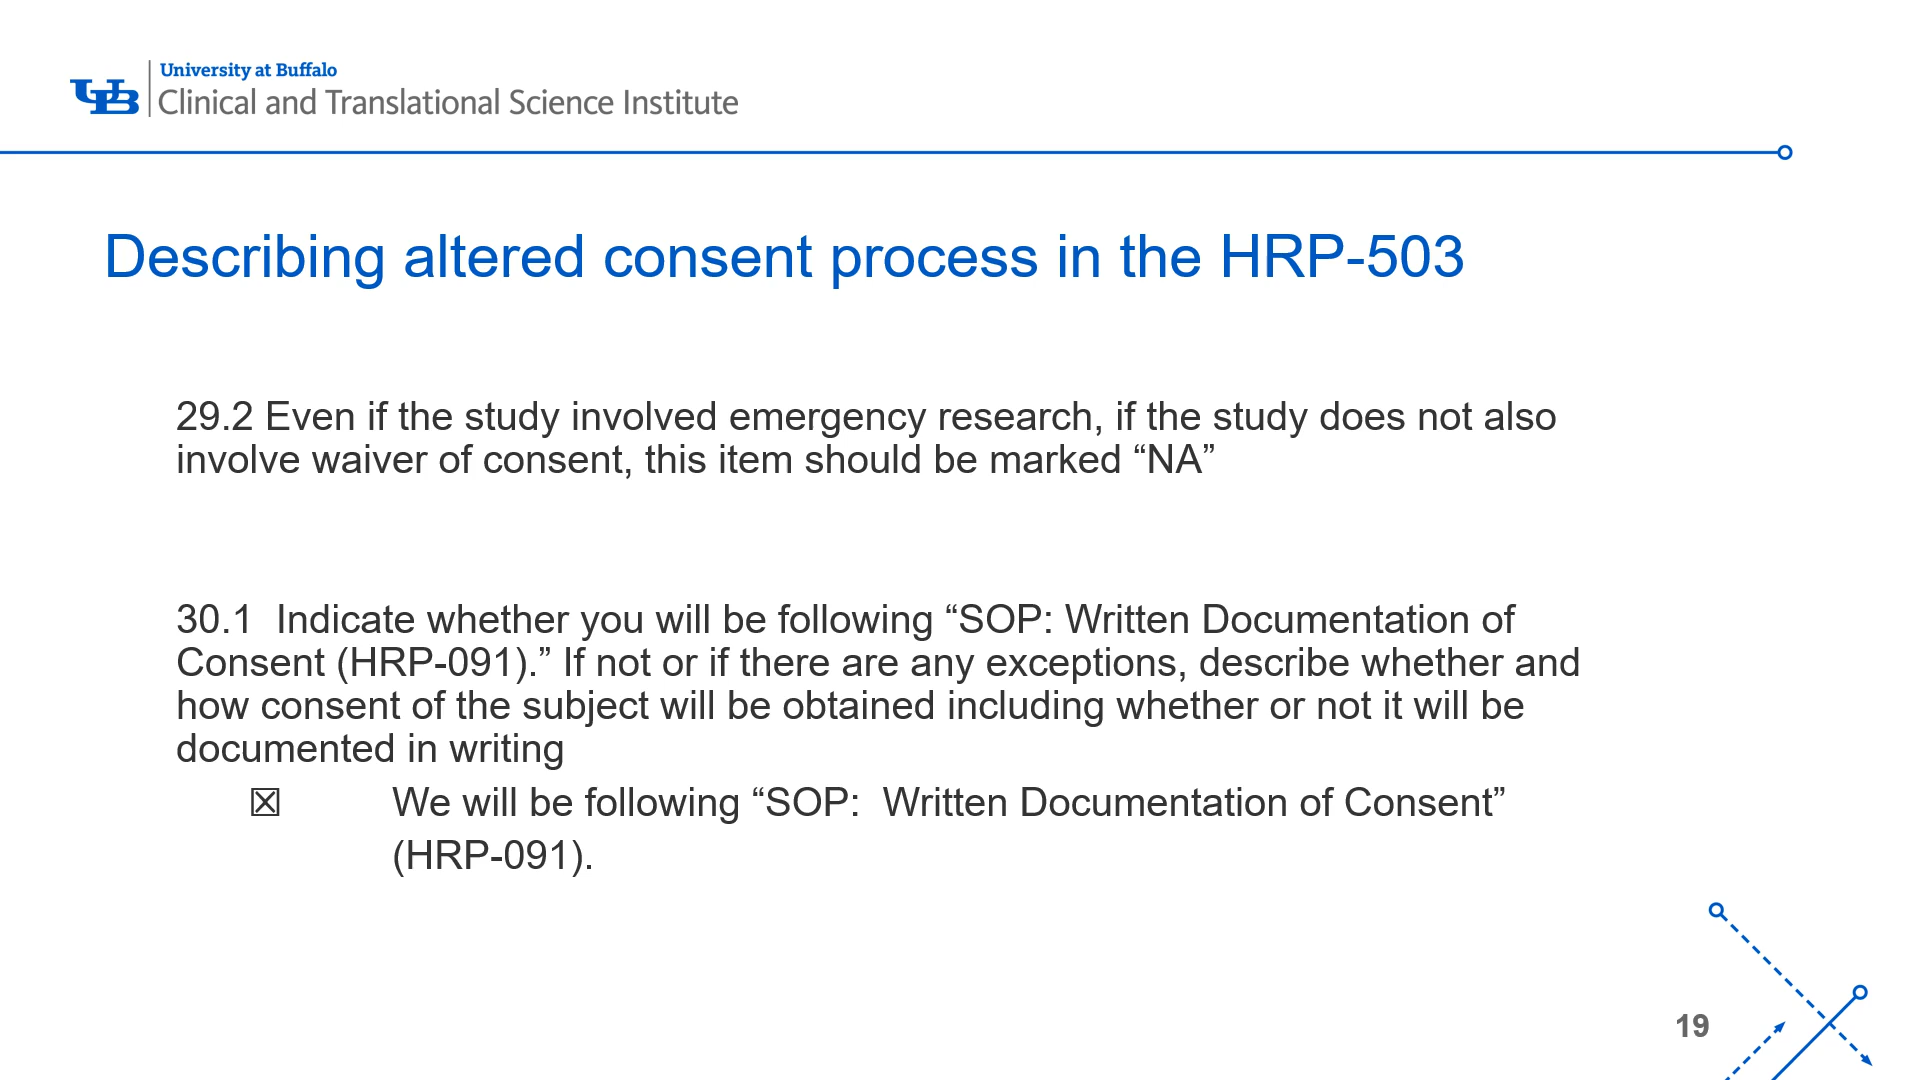 University at Buffalo
UB Clinical and Translational Science Institute
Describing altered consent process in the HRP-503
29.2 Even if the study involved emergency research, if the study does not also
involve waiver of consent, this item should be marked “NA”
30.1  Indicate whether you will be following “SOP: Written Documentation of
Consent (HRP-091).” If not or if there are any exceptions, describe whether and
how consent of the subject will be obtained including whether or not it will be
documented in writing
☒ We will be following “SOP:  Written Documentation of Consent”
(HRP-091).
19